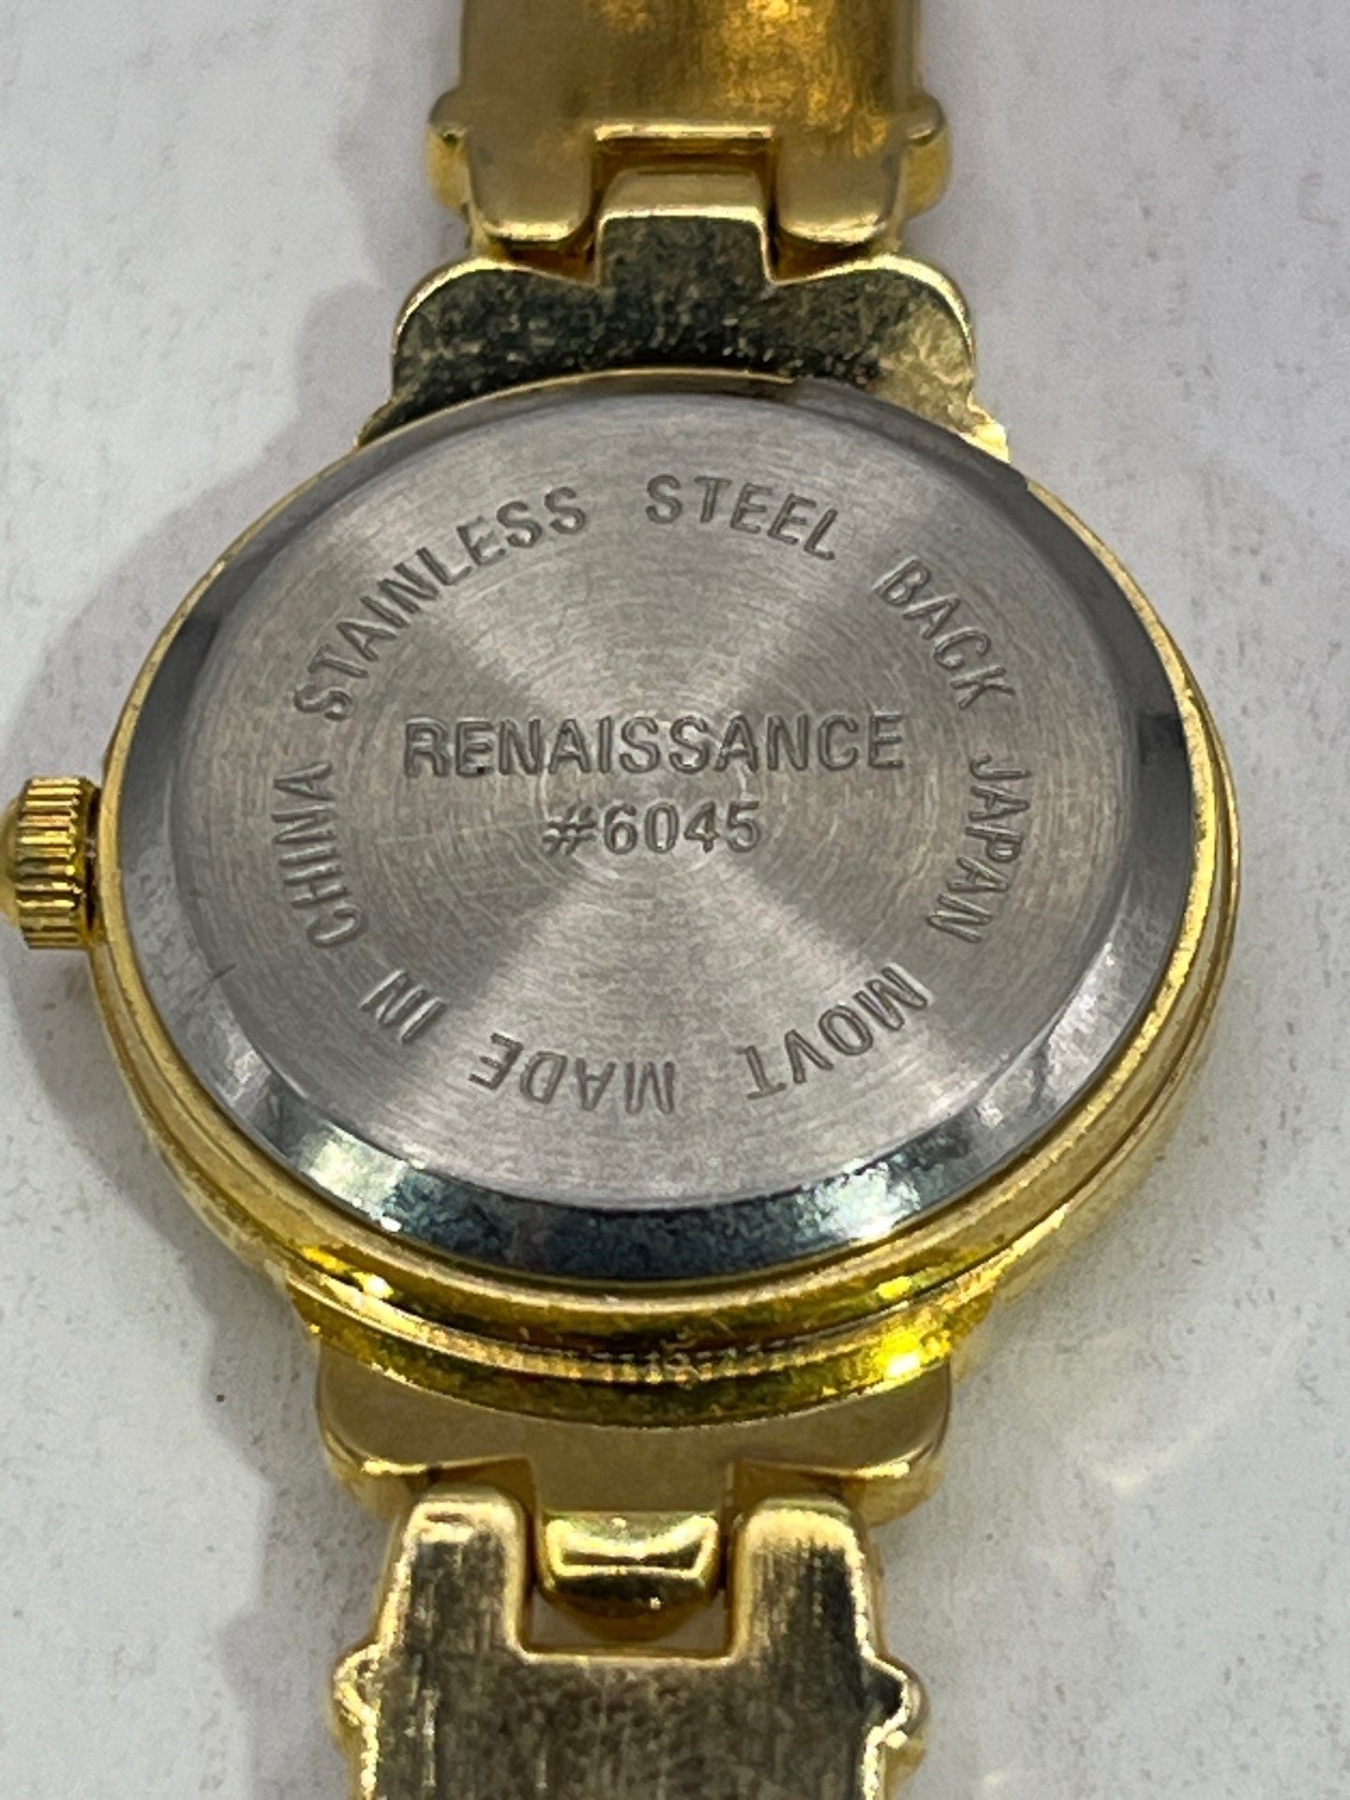 RENAISSANCE
#6045
STAINLESS STEEL BACK JAPAN MOVT MADE IN CHINA